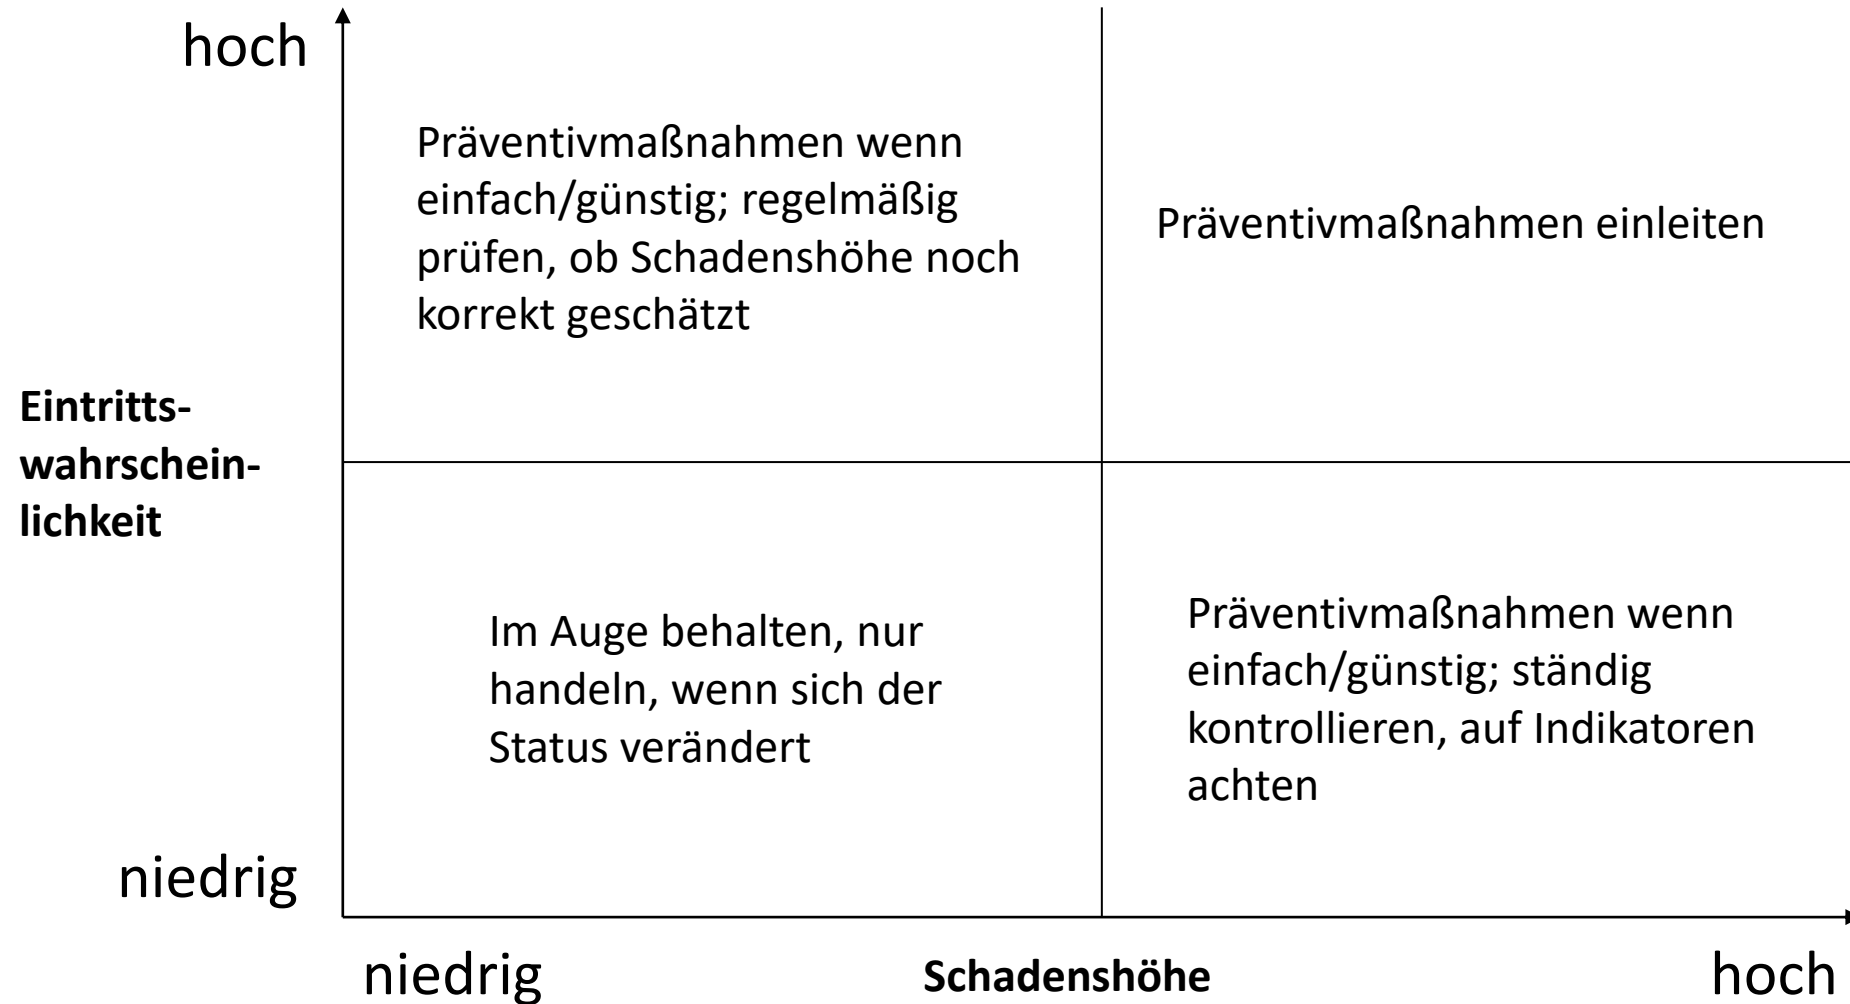 hoch
Präventivmaßnahmen wenn
einfach/günstig; regelmäßig
prüfen, ob Schadenshöhe noch
korrekt geschätzt
Präventivmaßnahmen einleiten
Eintritts-
wahrschein-
lichkeit
Im Auge behalten, nur
handeln, wenn sich der
Status verändert
Präventivmaßnahmen wenn
einfach/günstig; ständig
kontrollieren, auf Indikatoren
achten
niedrig
niedrig
Schadenshöhe
hoch